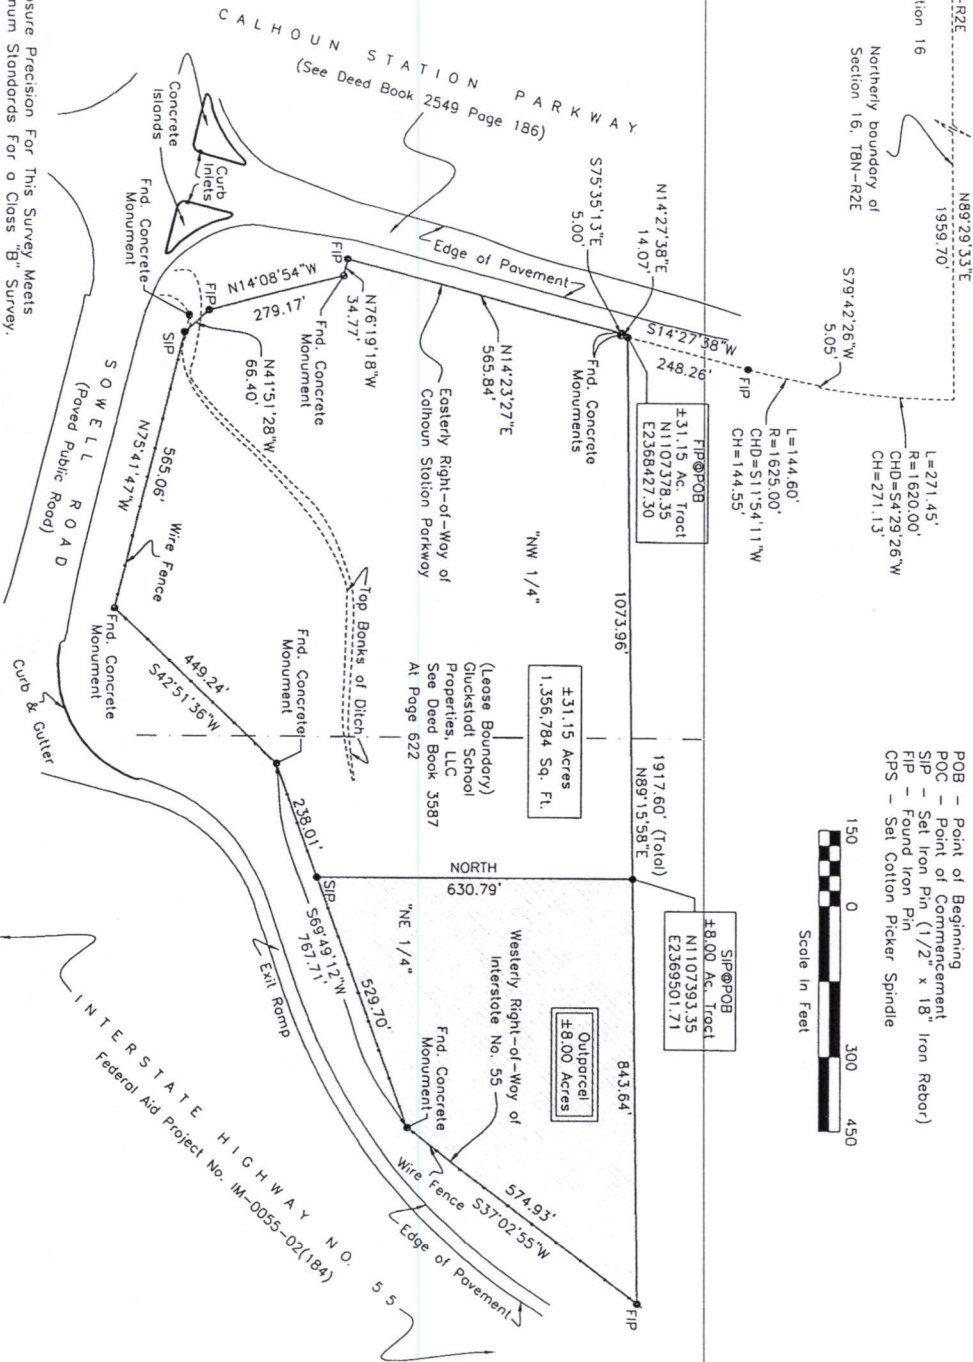 -R2E
tion 16
Northerly boundary of
Section 16, T8N-R2E
N89°29'33"E
1959.70'
S79°42'26"W
5.05'
L=271.45'
R=1620.00'
CHD=S4°29'26"W
CH=271.13'
L=144.60'
R=1625.00'
CHD=S11°54'11"W
CH=144.55'
POB - Point of Beginning
POC - Point of Commencement
SIP - Set Iron Pin (1/2" x 18" Iron Rebar)
FIP - Found Iron Pin
CPS - Set Cotton Picker Spindle
150 0 300 450
Scale In Feet
CALHOUN STATION PARKWAY
(See Deed Book 2549 Page 186)
N14°27'38"E
14.07'
S75°35'13"E
5.00'
Edge of Pavement
S14°27'38"W
248.26'
FIP
Fnd. Concrete
Monuments
FIP@POB
±31.15 Ac. Tract
N1107378.35
E2368427.30
1073.96'
1917.60' (Total)
N89°15'58"E
SIP@POB
±8.00 Ac. Tract
N1107393.35
E2369501.71
843.64'
FIP
"NW 1/4"
±31.15 Acres
1,356,784 Sq. Ft.
(Lease Boundary)
Gluckstadt School
Properties, LLC
See Deed Book 3587
At Page 622
NORTH
630.79'
Outparcel
±8.00 Acres
Westerly Right-of-Way of
Interstate No. 55
"NE 1/4"
574.93'
S37°02'55"W
Wire Fence
Edge of Pavement
N14°23'27"E
565.84'
Easterly Right-of-Way of
Calhoun Station Parkway
FIP
N76°19'18"W
34.77'
Fnd. Concrete
Monument
N14°08'54"W
279.17'
FIP
N41°51'28"W
66.40'
Concrete
Islands
Curb
Inlets
Fnd. Concrete
Monument
SIP
Top Banks of Ditch
565.06'
N75°41'47"W
Wire Fence
SOWELL ROAD
(Paved Public Road)
Fnd. Concrete
Monument
449.24'
S42°51'36"W
Fnd. Concrete
Monument
238.01'
SIP
S69°49'12"W
767.71'
529.70'
Fnd. Concrete
Monument
Exit Ramp
Curb & Gutter
INTERSTATE HIGHWAY NO. 55
Federal Aid Project No. IM-0055-02(184)
osure Precision For This Survey Meets
num Standards For a Class "B" Survey.